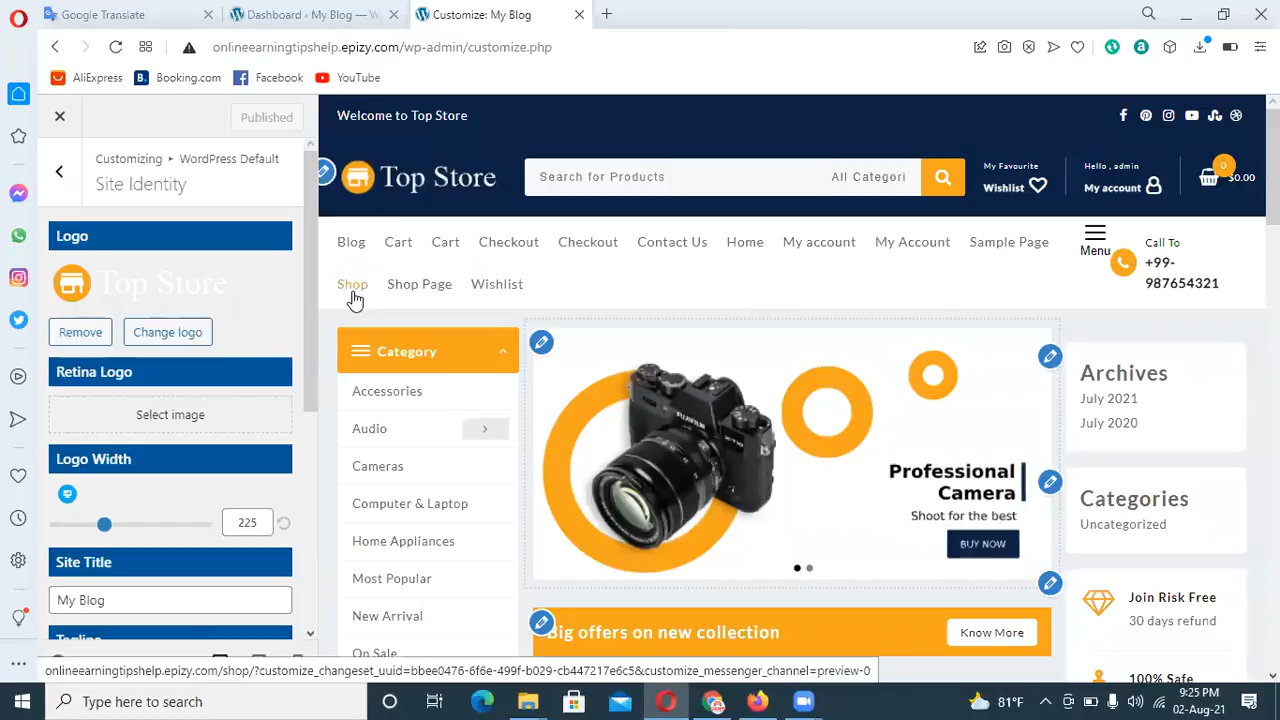 Google Translate
Dashboard ‹ My Blog — W
Customize: My Blog
onlineearningtipshelp.epizy.com/wp-admin/customize.php
AliExpress
Booking.com
Facebook
YouTube
Published
Customizing ▸ WordPress Default
Site Identity
Logo
Top Store
Remove
Change logo
Retina Logo
Select image
Logo Width
225
Site Title
My Blog
Tagline
Welcome to Top Store
Top Store
Search for Products
All Categori
My Favourite
Wishlist
Hello , admin
My account
0
$0.00
Blog Cart Cart Checkout Checkout Contact Us Home My account My Account Sample Page
Shop Shop Page Wishlist
Menu
Call To
+99-
987654321
Category
Accessories
Audio
Cameras
Computer & Laptop
Home Appliances
Most Popular
New Arrival
On Sale
FUJIFILM
Professional
Camera
Shoot for the best
BUY NOW
Big offers on new collection
Know More
Archives
July 2021
July 2020
Categories
Uncategorized
Join Risk Free
30 days refund
100% Safe
onlineearningtipshelp.epizy.com/shop/?customize_changeset_uuid=bbee0476-6f6e-499f-b029-cb447217e6c5&customize_messenger_channel=preview-0
Type here to search
81°F
9:25 PM
02-Aug-21